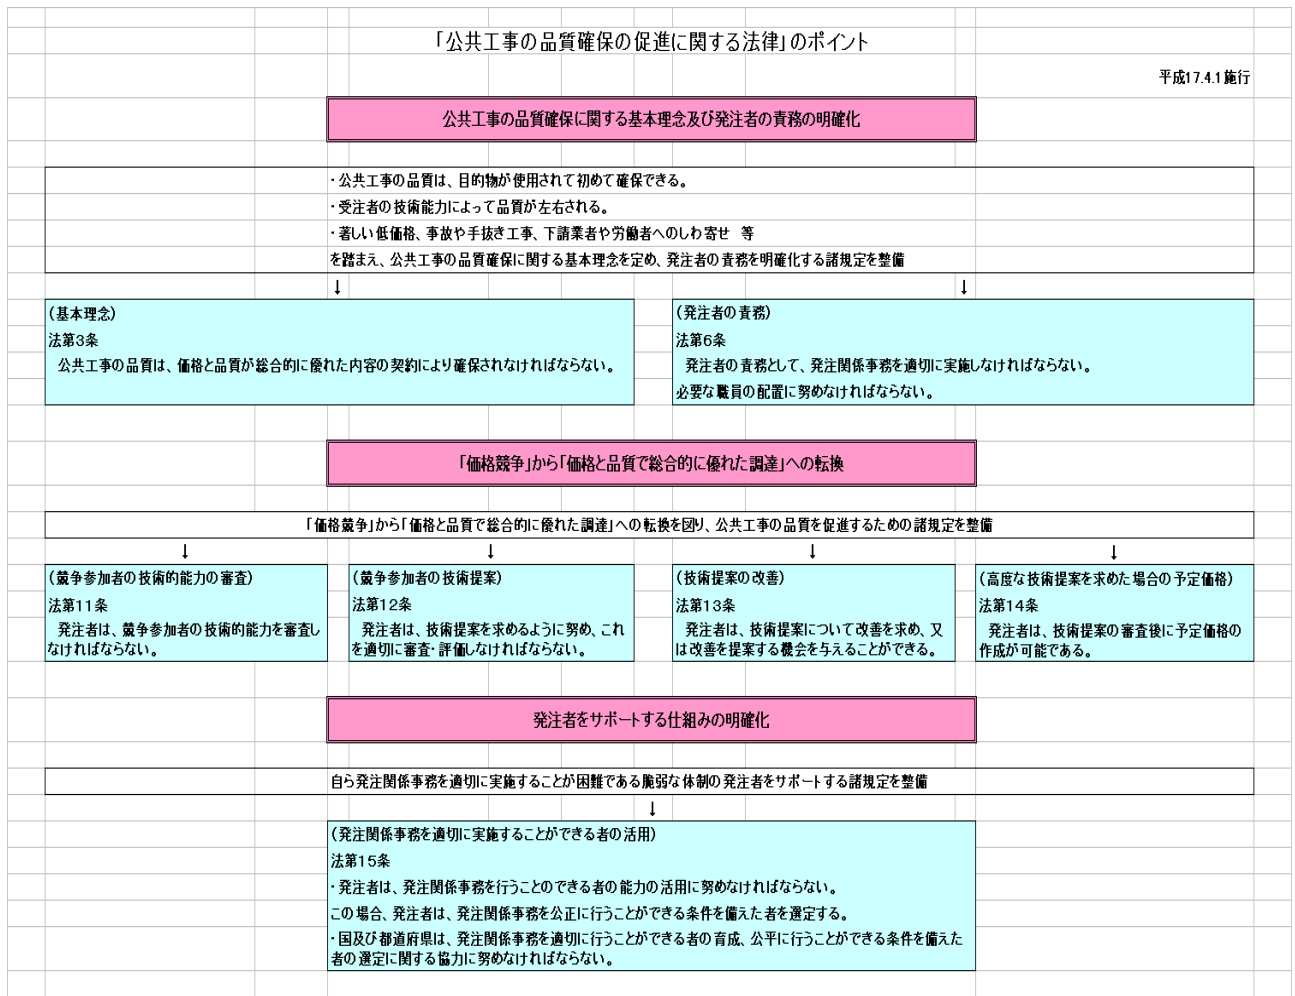 「公共工事の品質確保の促進に関する法律」のポイント
平成17.4.1施行
公共工事の品質確保に関する基本理念及び発注者の責務の明確化
・公共工事の品質は、目的物が使用されて初めて確保できる。
・受注者の技術能力によって品質が左右される。
・著しい低価格、事故や手抜き工事、下請業者や労働者へのしわ寄せ 等
を踏まえ、公共工事の品質確保に関する基本理念を定め、発注者の責務を明確化する諸規定を整備
↓
↓
(基本理念)
法第3条
公共工事の品質は、価格と品質が総合的に優れた内容の契約により確保されなければならない。
(発注者の責務)
法第6条
発注者の責務として、発注関係事務を適切に実施しなければならない。
必要な職員の配置に努めなければならない。
「価格競争」から「価格と品質で総合的に優れた調達」への転換
「価格競争」から「価格と品質で総合的に優れた調達」への転換を図り、公共工事の品質を促進するための諸規定を整備
↓
↓
↓
↓
(競争参加者の技術的能力の審査)
法第11条
発注者は、競争参加者の技術的能力を審査し
なければならない。
(競争参加者の技術提案)
法第12条
発注者は、技術提案を求めるように努め、これ
を適切に審査・評価しなければならない。
(技術提案の改善)
法第13条
発注者は、技術提案について改善を求め、又
は改善を提案する機会を与えることができる。
(高度な技術提案を求めた場合の予定価格)
法第14条
発注者は、技術提案の審査後に予定価格の
作成が可能である。
発注者をサポートする仕組みの明確化
自ら発注関係事務を適切に実施することが困難である脆弱な体制の発注者をサポートする諸規定を整備
↓
(発注関係事務を適切に実施することができる者の活用)
法第15条
・発注者は、発注関係事務を行うことのできる者の能力の活用に努めなければならない。
この場合、発注者は、発注関係事務を公正に行うことができる条件を備えた者を選定する。
・国及び都道府県は、発注関係事務を適切に行うことができる者の育成、公平に行うことができる条件を備えた
者の選定に関する協力に努めなければならない。